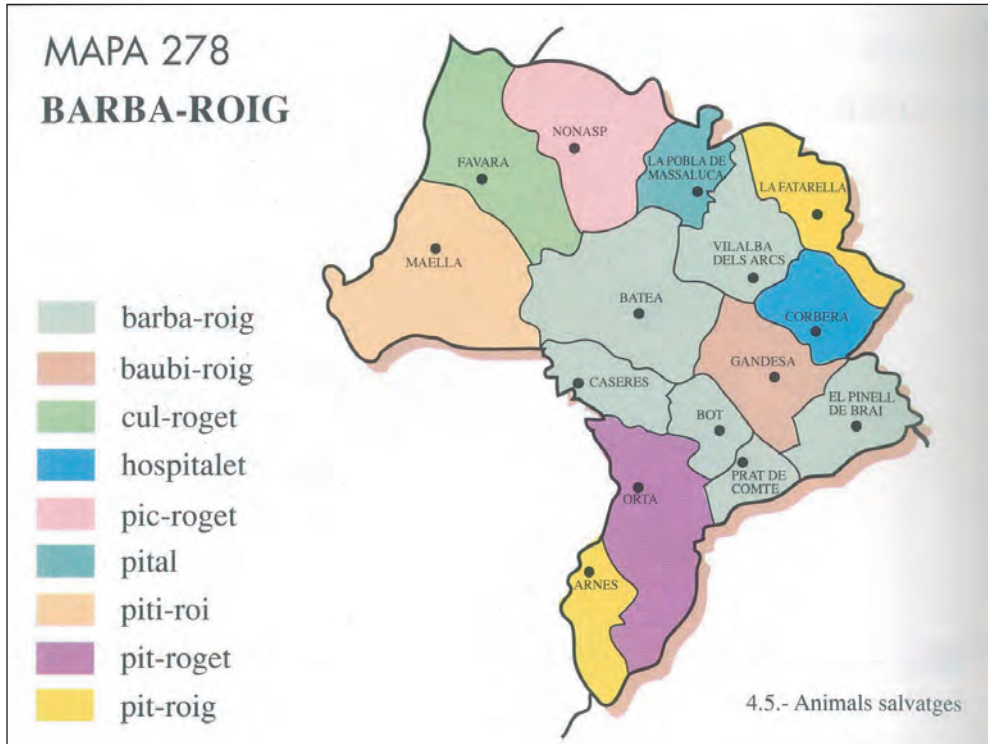 MAPA 278
BARBA-ROIG
NONASP
FAVARA
LA POBLA DE
MASSALUCA
LA FATARELLA
MAELLA
VILALBA
DELS ARCS
BATEA
CORBERA
GANDESA
CASERES
EL PINELL
DE BRAI
BOT
PRAT DE
COMTE
ORTA
ARNES
barba-roig
baubi-roig
cul-roget
hospitalet
pic-roget
pital
piti-roi
pit-roget
pit-roig
4.5.- Animals salvatges